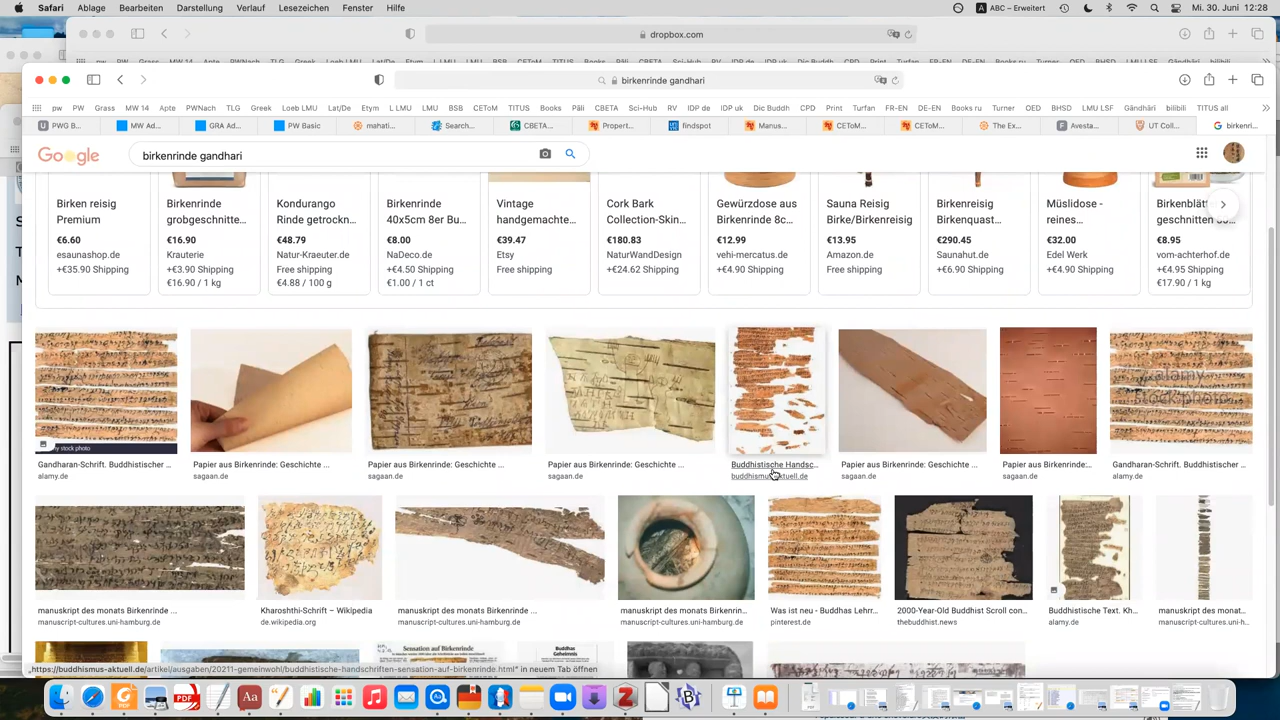 Safari Ablage Bearbeiten Darstellung Verlauf Lesezeichen Fenster Hilfe A ABC – Erweitert Mi. 30. Juni 12:28
dropbox.com
birkenrinde gandhari
pw PW Grass MW 14 Apte PWNach TLG Greek Loeb LMU Lat/De Etym L LMU LMU BSB CEToM TITUS Books Pāli CBETA Sci-Hub RV IDP de IDP uk Dic Buddh CPD Print Turfan FR-EN DE-EN Books ru Turner OED BHSD LMU LSF Gāndhārī bilibili TITUS all
PWG B... MW Ad... GRA Ad... PW Basic mahati... Search... CBETA... Propert... findspot Manus... CEToM... CEToM... The Ex... Avesta... UT Coll... birkenri...
Google
birkenrinde gandhari
Birken reisig Premium
€6.60
esaunashop.de
+€35.90 Shipping
Birkenrinde grobgeschnitte...
€16.90
Krauterie
+€3.90 Shipping
€16.90 / 1 kg
Kondurango Rinde getrockn...
€48.79
Natur-Kraeuter.de
Free shipping
€4.88 / 100 g
Birkenrinde 40x5cm 8er Bu...
€8.00
NaDeco.de
+€4.50 Shipping
€1.00 / 1 ct
Vintage handgemachte...
€39.47
Etsy
Free shipping
Cork Bark Collection-Skin...
€180.83
NaturWandDesign
+€24.62 Shipping
Gewürzdose aus Birkenrinde 8c...
€12.99
vehi-mercatus.de
+€4.90 Shipping
Sauna Reisig Birke/Birkenreisig
€13.95
Amazon.de
Free shipping
Birkenreisig Birkenquast...
€290.45
Saunahut.de
+€6.90 Shipping
Müslidose - reines...
€32.00
Edel Werk
+€4.90 Shipping
Birkenblätt...
€8.95
vom-achterhof.de
+€4.95 Shipping
€17.90 / 1 kg
Gandharan-Schrift. Buddhistischer ...
alamy.de
Papier aus Birkenrinde: Geschichte ...
sagaan.de
Papier aus Birkenrinde: Geschichte ...
sagaan.de
Papier aus Birkenrinde: Geschichte ...
sagaan.de
Buddhistische Handsc...
Papier aus Birkenrinde: Geschichte ...
sagaan.de
Papier aus Birkenrinde:...
sagaan.de
Gandharan-Schrift. Buddhistischer ...
alamy.de
manuskript des monats Birkenrinde ...
manuscript-cultures.uni-hamburg.de
Kharoshthi-Schrift – Wikipedia
de.wikipedia.org
manuskript des monats Birkenrinde ...
manuscript-cultures.uni-hamburg.de
manuskript des monats Birkenrin...
manuscript-cultures.uni-hamburg.de
Was ist neu - Buddhas Lehrr...
pinterest.de
2000-Year-Old Buddhist Scroll con...
thebuddhist.news
Buddhistische Text. Kh...
alamy.de
manuskript des monat...
manuscript-cultures.uni-h...
Sensation auf Birkenrinde
Buddhas Geheimnis
„https://buddhismus-aktuell.de/artikel/ausgaben/20211-gemeinwohl/buddhistische-handschriften-sensation-auf-birkenrinde.html" in neuem Tab öffnen